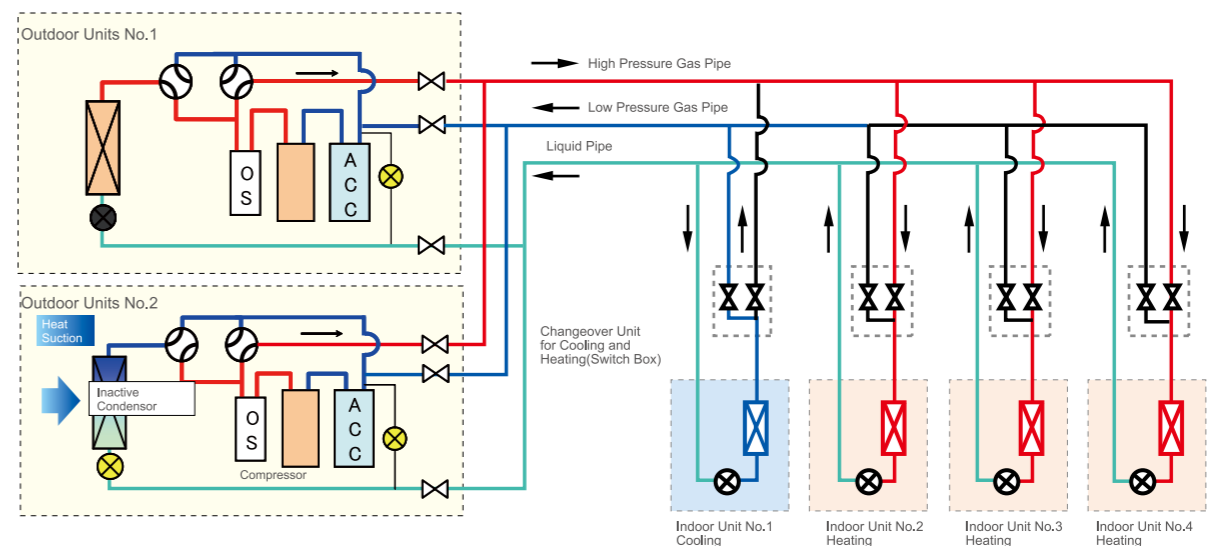 Outdoor Units No.1
O
S
A
C
C
High Pressure Gas Pipe
Low Pressure Gas Pipe
Liquid Pipe
Outdoor Units No.2
Heat
Suction
Inactive
Condensor
O
S
A
C
C
Compressor
Changeover Unit
for Cooling and
Heating(Switch Box)
Indoor Unit No.1
Cooling
Indoor Unit No.2
Heating
Indoor Unit No.3
Heating
Indoor Unit No.4
Heating